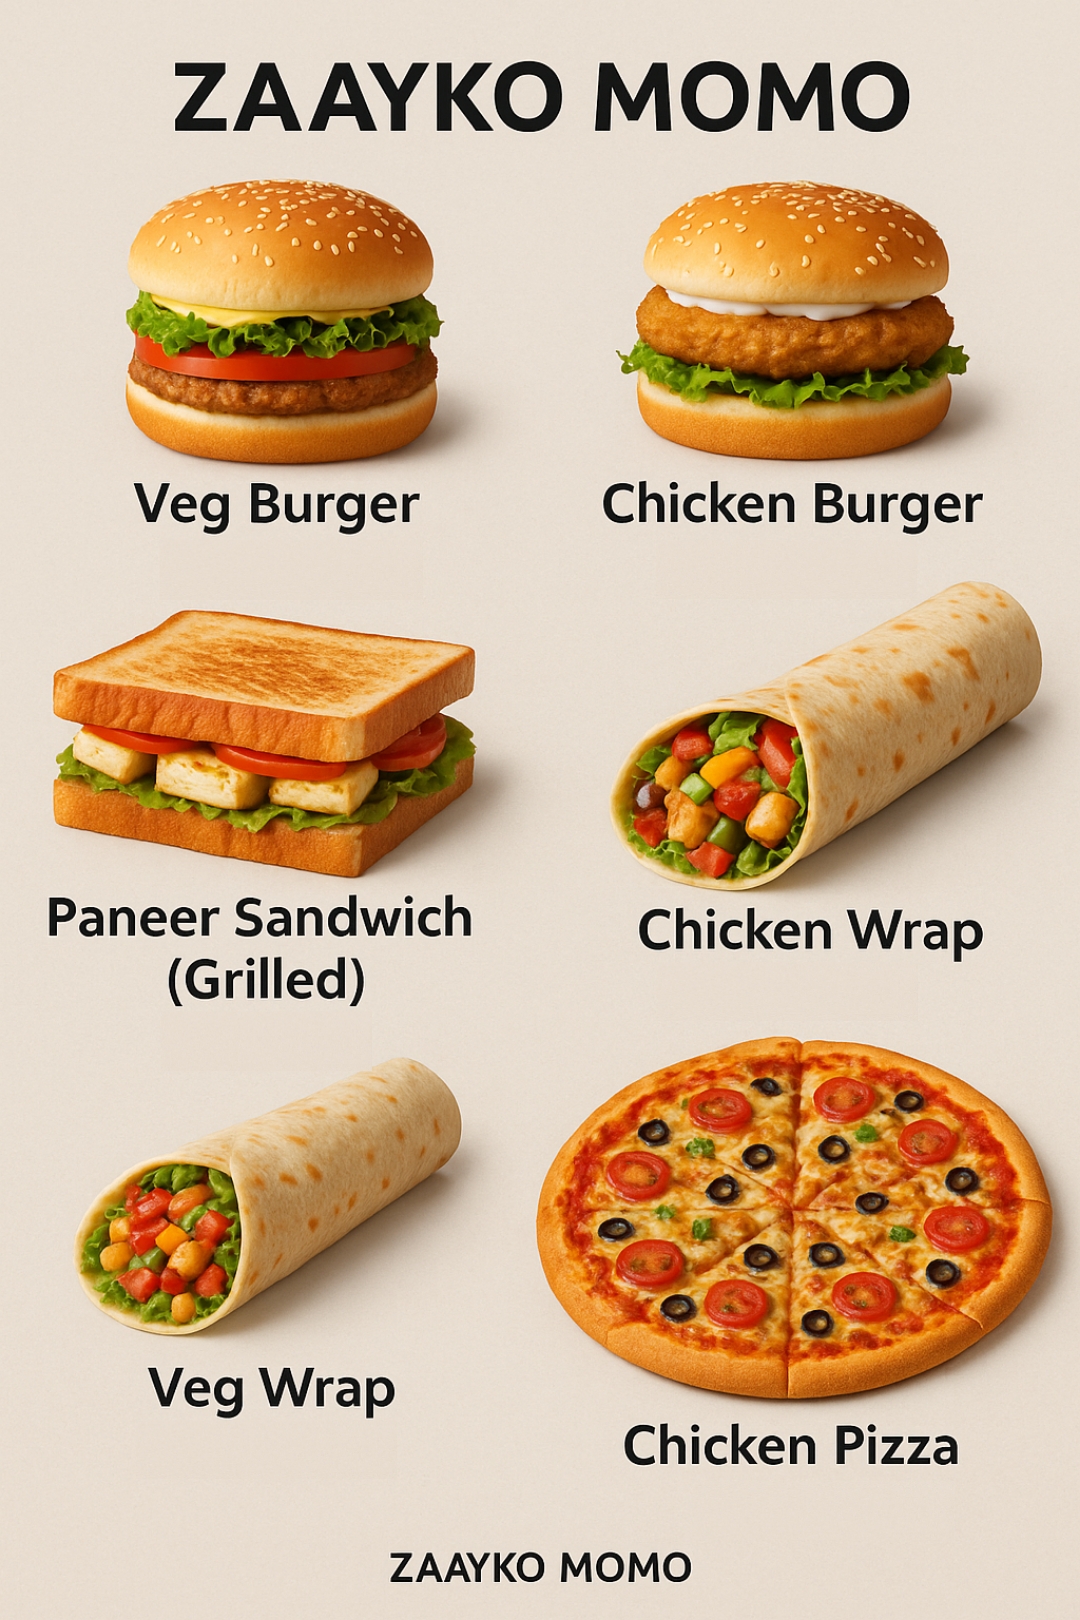 ZAAYKO MOMO
Veg Burger
Chicken Burger
Paneer Sandwich
(Grilled)
Chicken Wrap
Veg Wrap
Chicken Pizza
ZAAYKO MOMO